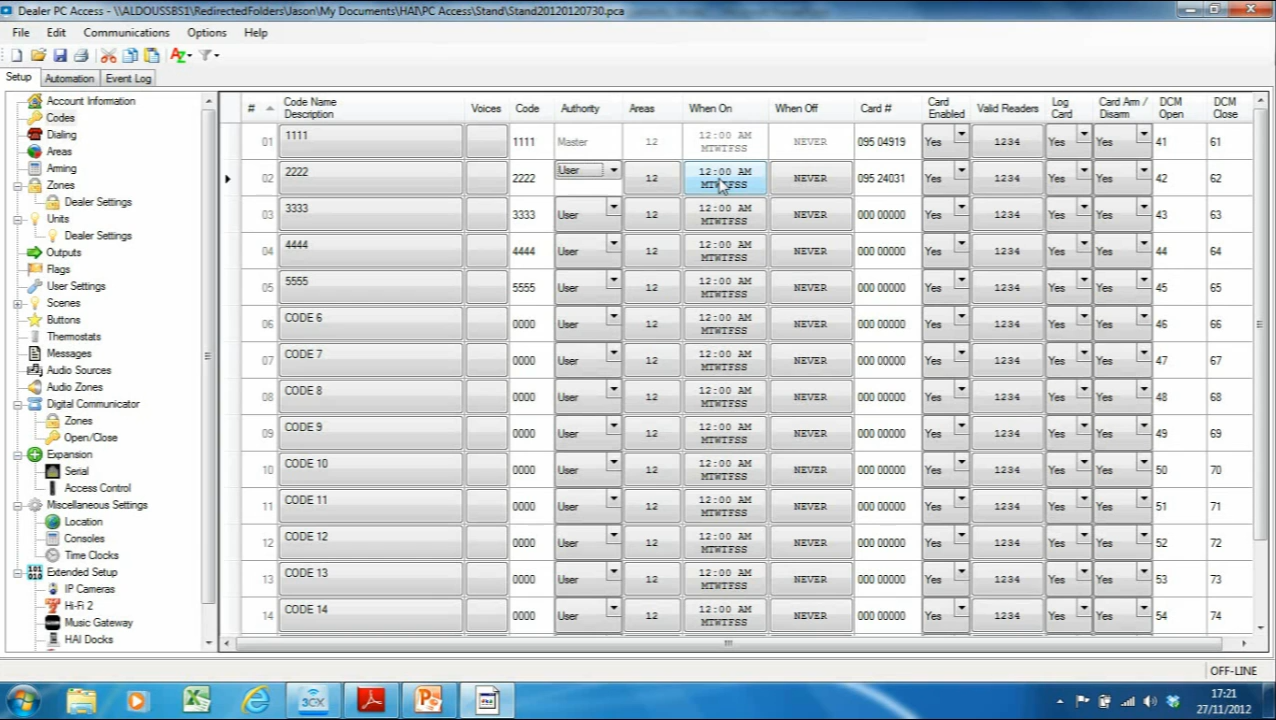 Dealer PC Access - \\ALDOUSSBS1\RedirectedFolders\Jason\My Documents\HAI\PC Access\Stand\Stand20120120730.pca
File Edit Communications Options Help
Setup Automation Event Log
Account Information
Codes
Dialing
Areas
Arming
Zones
Dealer Settings
Units
Dealer Settings
Outputs
Flags
User Settings
Scenes
Buttons
Thermostats
Messages
Audio Sources
Audio Zones
Digital Communicator
Zones
Open/Close
Expansion
Serial
Access Control
Miscellaneous Settings
Location
Consoles
Time Clocks
Extended Setup
IP Cameras
Hi-Fi 2
Music Gateway
HAI Docks
# Code Name Description Voices Code Authority Areas When On When Off Card # Card Enabled Valid Readers Log Card Card Arm / Disarm DCM Open DCM Close
01 1111 1111 Master 12 12:00 AM MTWTFSS NEVER 095 04919 Yes 1234 Yes Yes 41 61
02 2222 2222 User 12 12:00 AM MTWTFSS NEVER 095 24031 Yes 1234 Yes Yes 42 62
03 3333 3333 User 12 12:00 AM MTWTFSS NEVER 000 00000 Yes 1234 Yes Yes 43 63
04 4444 4444 User 12 12:00 AM MTWTFSS NEVER 000 00000 Yes 1234 Yes Yes 44 64
05 5555 5555 User 12 12:00 AM MTWTFSS NEVER 000 00000 Yes 1234 Yes Yes 45 65
06 CODE 6 0000 User 12 12:00 AM MTWTFSS NEVER 000 00000 Yes 1234 Yes Yes 46 66
07 CODE 7 0000 User 12 12:00 AM MTWTFSS NEVER 000 00000 Yes 1234 Yes Yes 47 67
08 CODE 8 0000 User 12 12:00 AM MTWTFSS NEVER 000 00000 Yes 1234 Yes Yes 48 68
09 CODE 9 0000 User 12 12:00 AM MTWTFSS NEVER 000 00000 Yes 1234 Yes Yes 49 69
10 CODE 10 0000 User 12 12:00 AM MTWTFSS NEVER 000 00000 Yes 1234 Yes Yes 50 70
11 CODE 11 0000 User 12 12:00 AM MTWTFSS NEVER 000 00000 Yes 1234 Yes Yes 51 71
12 CODE 12 0000 User 12 12:00 AM MTWTFSS NEVER 000 00000 Yes 1234 Yes Yes 52 72
13 CODE 13 0000 User 12 12:00 AM MTWTFSS NEVER 000 00000 Yes 1234 Yes Yes 53 73
14 CODE 14 0000 User 12 12:00 AM MTWTFSS NEVER 000 00000 Yes 1234 Yes Yes 54 74
OFF-LINE
3CX
17:21
27/11/2012